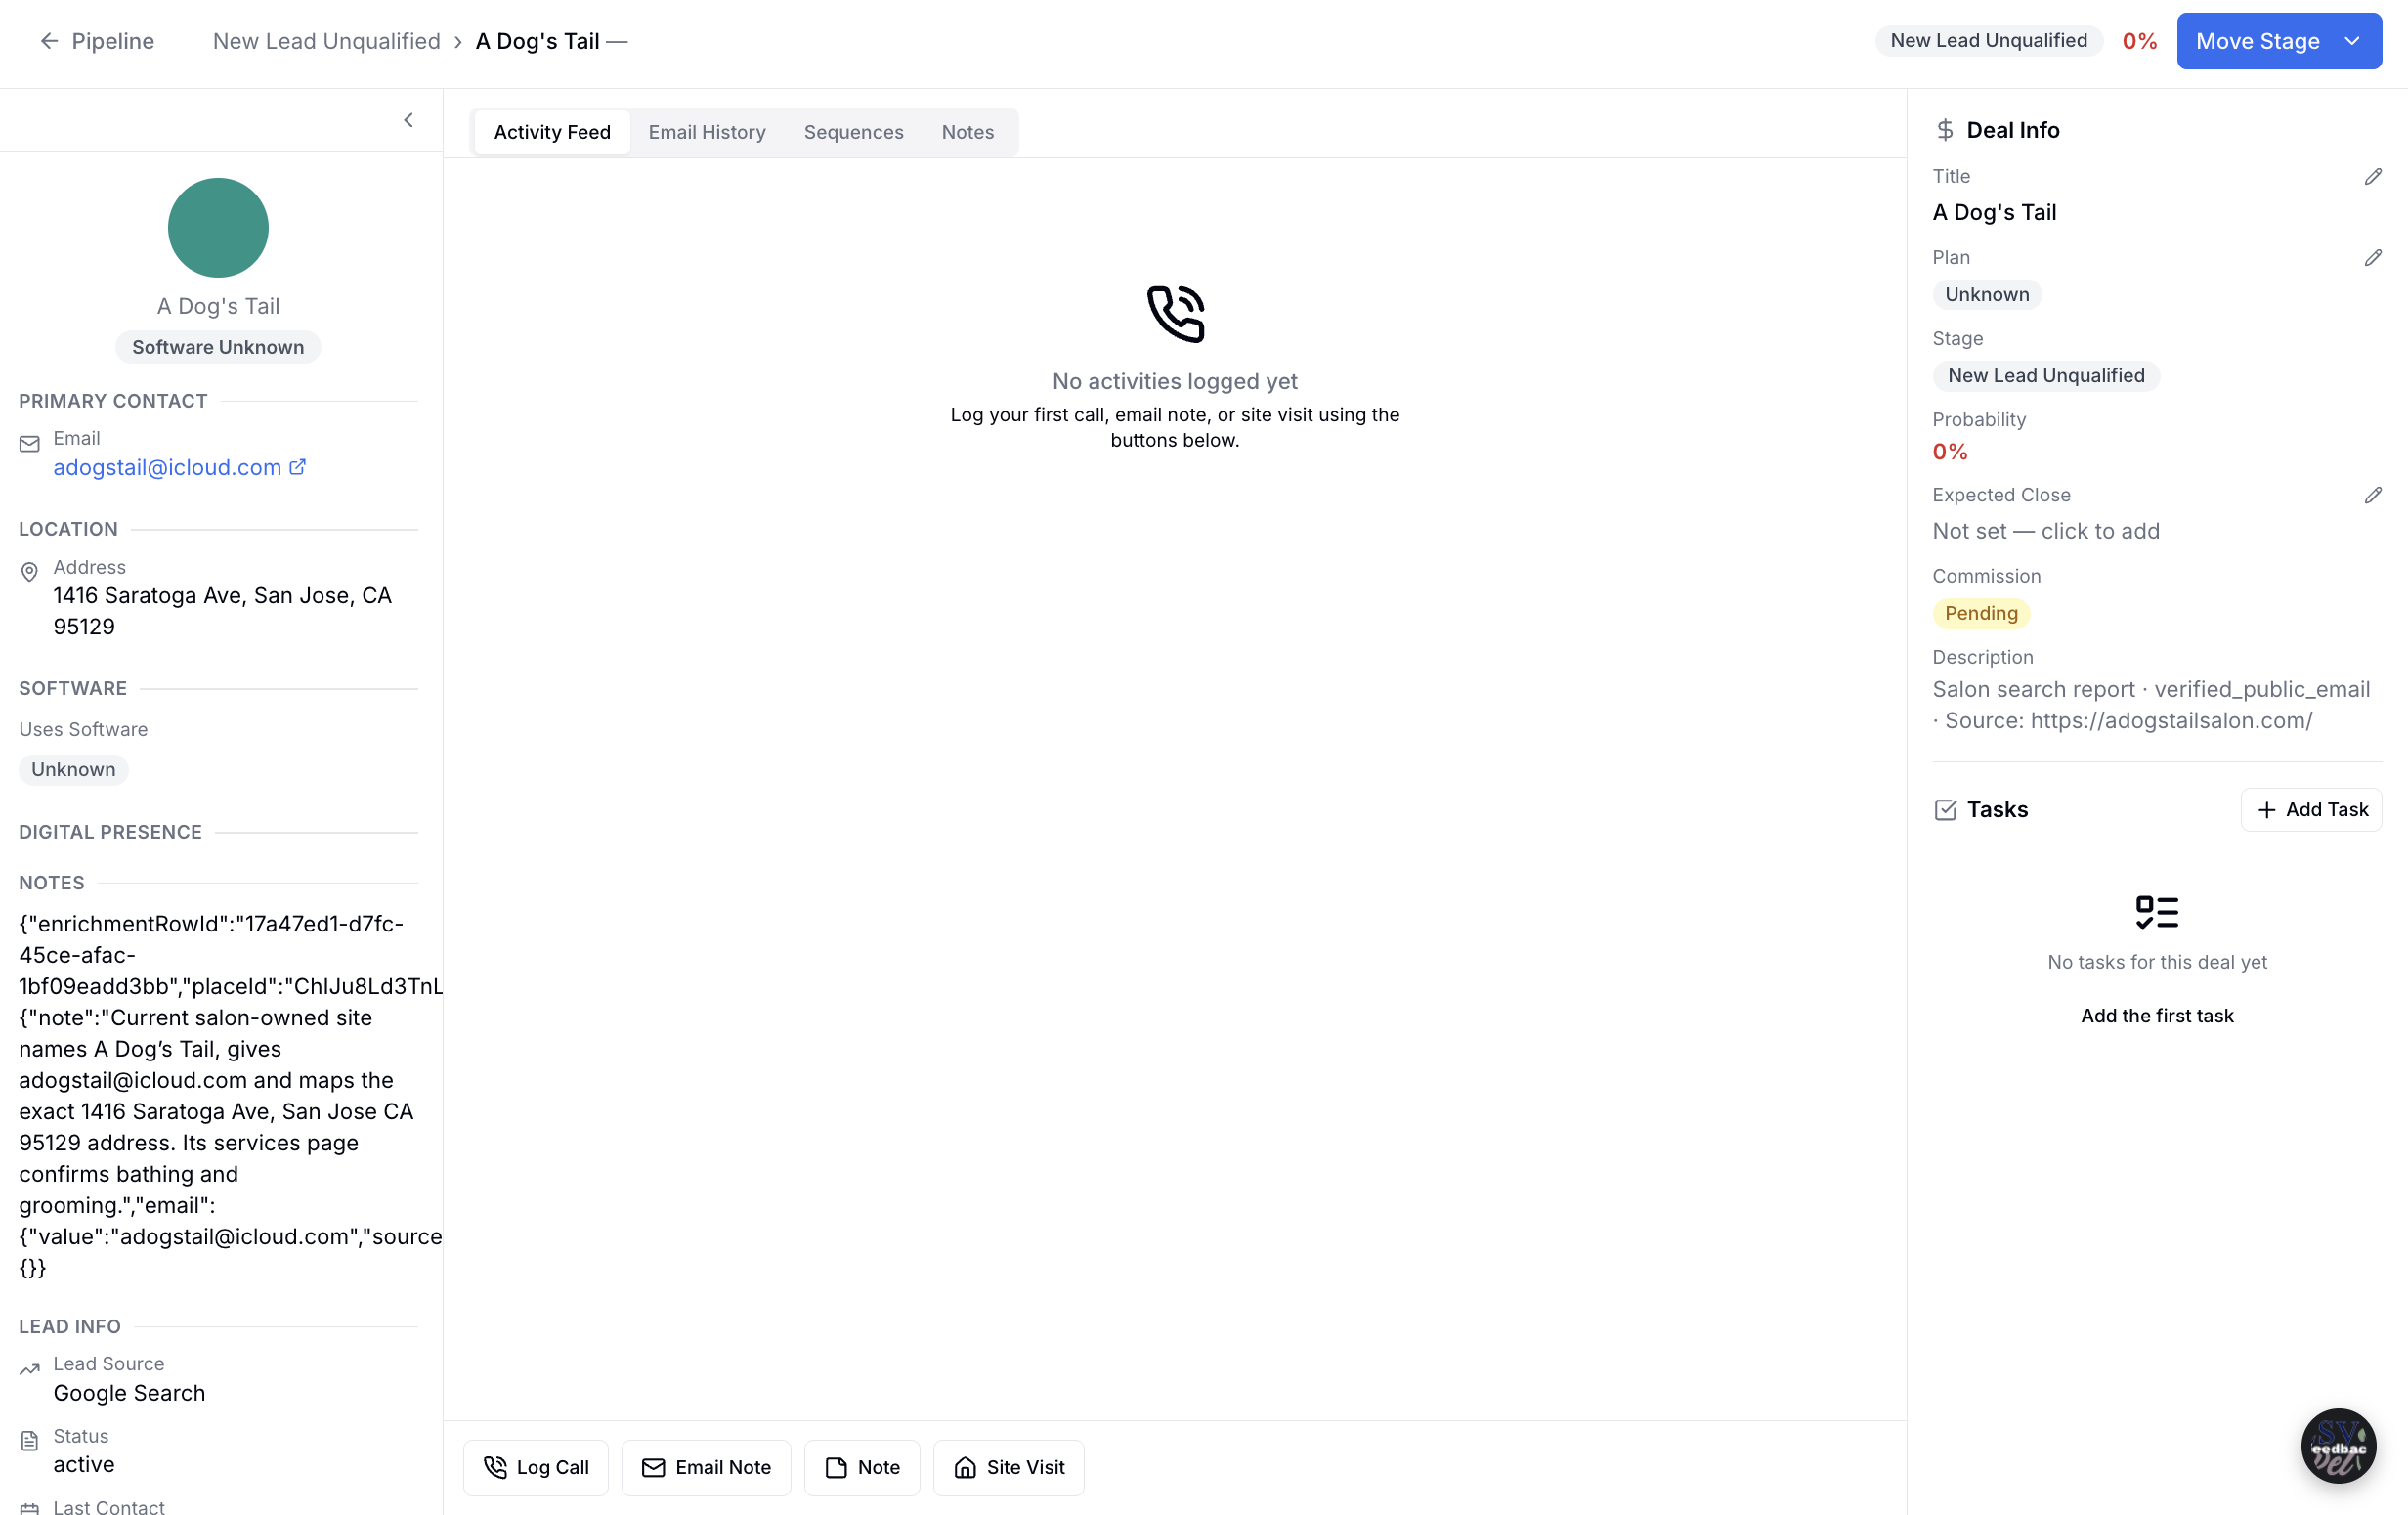 Pipeline
New Lead Unqualified › A Dog's Tail —
New Lead Unqualified
0%
Move Stage
A Dog's Tail
Software Unknown
PRIMARY CONTACT
Email
adogstail@icloud.com
LOCATION
Address
1416 Saratoga Ave, San Jose, CA
95129
SOFTWARE
Uses Software
Unknown
DIGITAL PRESENCE
NOTES
{"enrichmentRowId":"17a47ed1-d7fc-
45ce-afac-
1bf09eadd3bb","placeId":"ChIJu8Ld3TnL
{"note":"Current salon-owned site
names A Dog’s Tail, gives
adogstail@icloud.com and maps the
exact 1416 Saratoga Ave, San Jose CA
95129 address. Its services page
confirms bathing and
grooming.","email":
{"value":"adogstail@icloud.com","source
{}}
LEAD INFO
Lead Source
Google Search
Status
active
Last Contact
Activity Feed
Email History
Sequences
Notes
No activities logged yet
Log your first call, email note, or site visit using the
buttons below.
Log Call
Email Note
Note
Site Visit
Deal Info
Title
A Dog's Tail
Plan
Unknown
Stage
New Lead Unqualified
Probability
0%
Expected Close
Not set — click to add
Commission
Pending
Description
Salon search report · verified_public_email
· Source: https://adogstailsalon.com/
Tasks
Add Task
No tasks for this deal yet
Add the first task
SV
eedbac